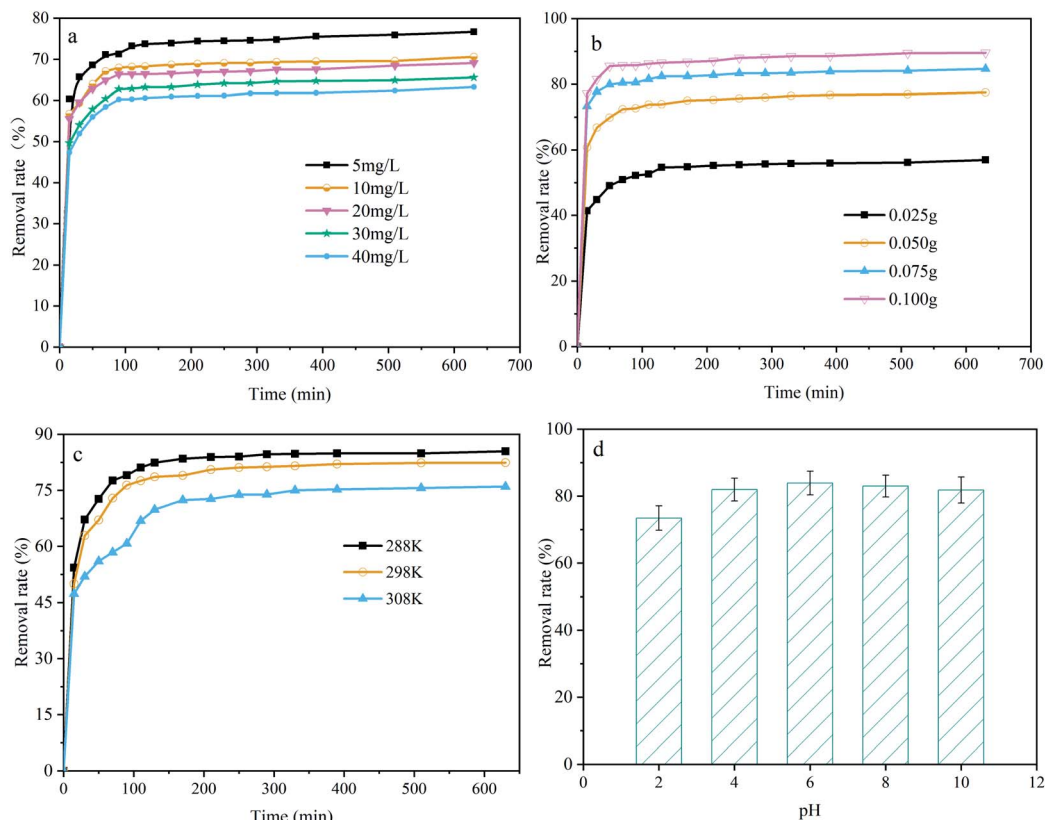 a
Removal rate（%）
80
70
60
50
40
30
20
10
0
5mg/L
10mg/L
20mg/L
30mg/L
40mg/L
0 100 200 300 400 500 600 700
Time (min)
b
Removal rate (%)
100
80
60
40
20
0
0.025g
0.050g
0.075g
0.100g
0 100 200 300 400 500 600 700
Time (min)
c
Removal rate (%)
90
75
60
45
30
15
0
288K
298K
308K
0 100 200 300 400 500 600
Time (min)
d
Removal rate (%)
100
80
60
40
20
0
0 2 4 6 8 10 12
pH